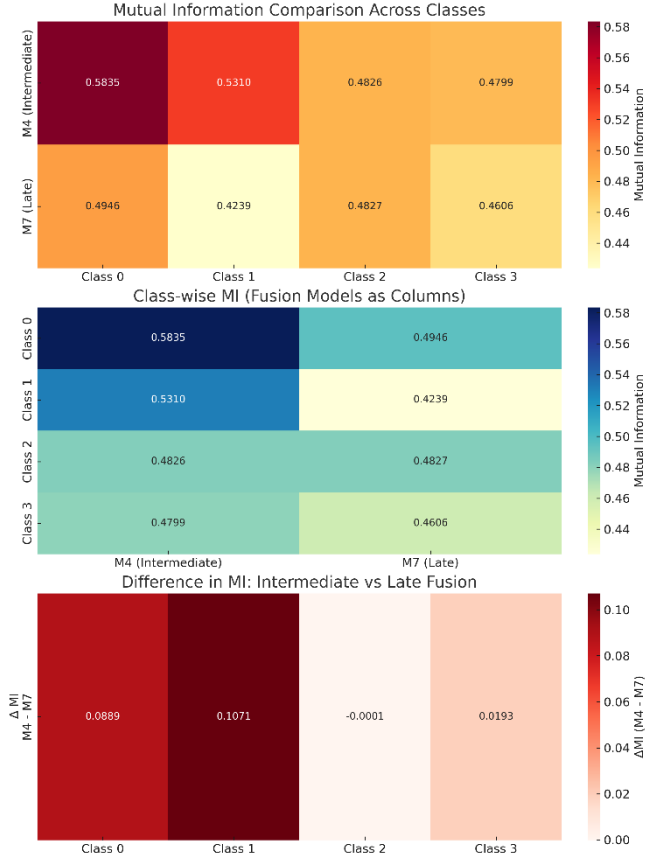 Mutual Information Comparison Across Classes
M4 (Intermediate)
0.5835 0.5310 0.4826 0.4799
M7 (Late)
0.4946 0.4239 0.4827 0.4606
Class 0 Class 1 Class 2 Class 3
0.58
0.56
0.54
0.52
0.50
0.48
0.46
0.44
Mutual Information
Class-wise MI (Fusion Models as Columns)
Class 0
0.5835 0.4946
Class 1
0.5310 0.4239
Class 2
0.4826 0.4827
Class 3
0.4799 0.4606
M4 (Intermediate) M7 (Late)
0.58
0.56
0.54
0.52
0.50
0.48
0.46
0.44
Mutual Information
Difference in MI: Intermediate vs Late Fusion
Δ MI
M4 - M7
0.0889 0.1071 -0.0001 0.0193
Class 0 Class 1 Class 2 Class 3
0.10
0.08
0.06
0.04
0.02
0.00
ΔMI (M4 - M7)